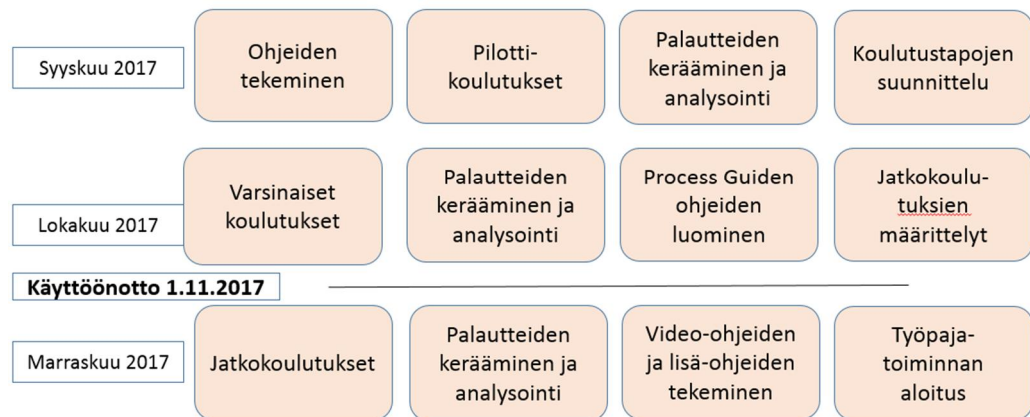 Syyskuu 2017
Ohjeiden
tekeminen
Pilotti-
koulutukset
Palautteiden
kerääminen ja
analysointi
Koulutustapojen
suunnittelu
Lokakuu 2017
Varsinaiset
koulutukset
Palautteiden
kerääminen ja
analysointi
Process Guiden
ohjeiden
luominen
Jatkokoulu-
tuksien
määrittelyt
Käyttöönotto 1.11.2017
Marraskuu 2017
Jatkokoulutukset
Palautteiden
kerääminen ja
analysointi
Video-ohjeiden
ja lisä-ohjeiden
tekeminen
Työpaja-
toiminnan
aloitus